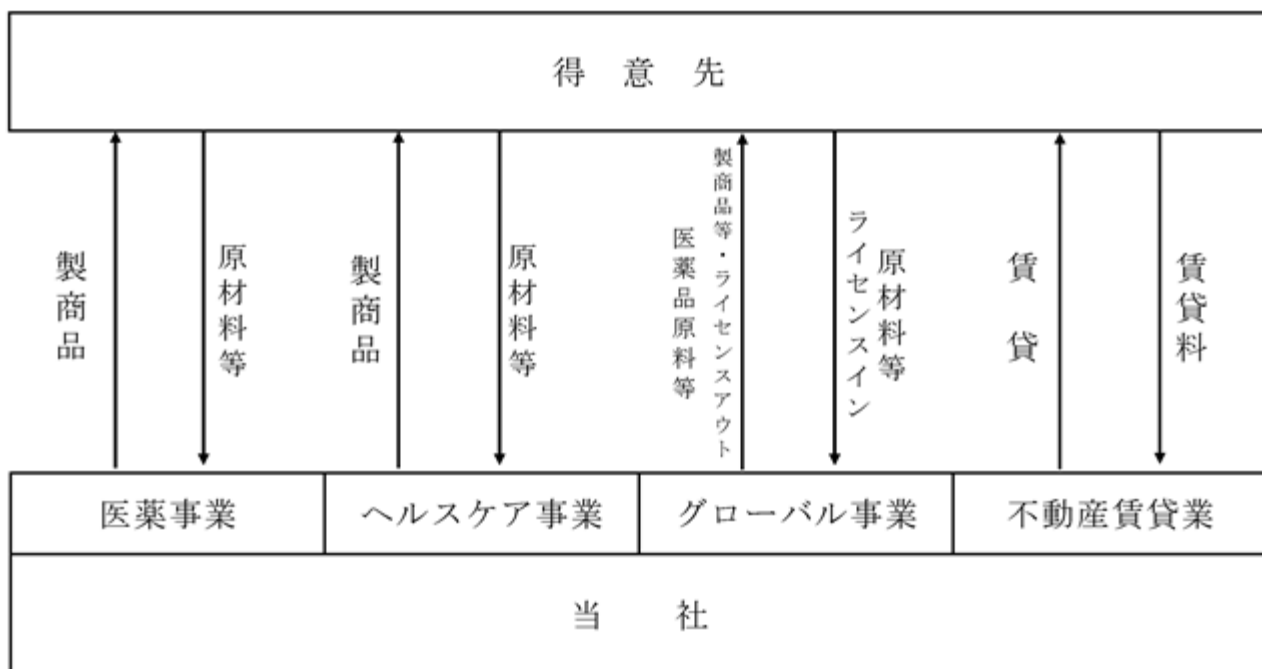 得意先
製商品
原材料等
製商品
原材料等
製商品等・ライセンスアウト
医薬品原料等
原材料等
ライセンスイン
賃貸
賃貸料
医薬事業
ヘルスケア事業
グローバル事業
不動産賃貸業
当社